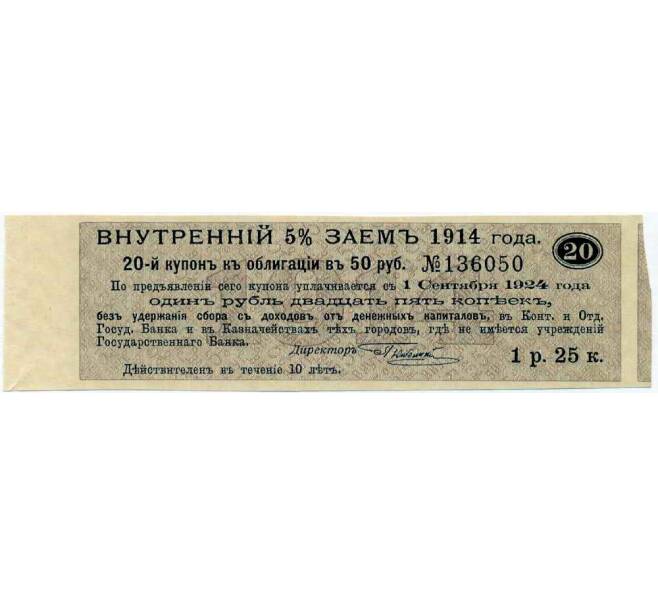 ВНУТРЕННІЙ 5% ЗАЕМЪ 1914 года.
20
20-й купонъ къ облигаціи въ 50 руб. №136050
По предъявленіи сего купона уплачивается съ 1 Сентября 1924 года
одинъ рубль двадцать пять копѣекъ,
безъ удержанія сбора съ доходовъ отъ денежныхъ капиталовъ, въ Конт. и Отд.
Госуд. Банка и въ Казначействахъ тѣхъ городовъ, гдѣ не имѣется учрежденій
Государственнаго Банка.
Директоръ
1 р. 25 к.
Дѣйствителенъ въ теченіе 10 лѣтъ.